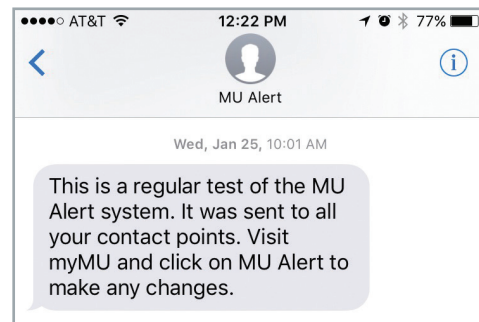 AT&T 12:22 PM 77%
MU Alert
Wed, Jan 25, 10:01 AM
This is a regular test of the MU
Alert system. It was sent to all
your contact points. Visit
myMU and click on MU Alert to
make any changes.